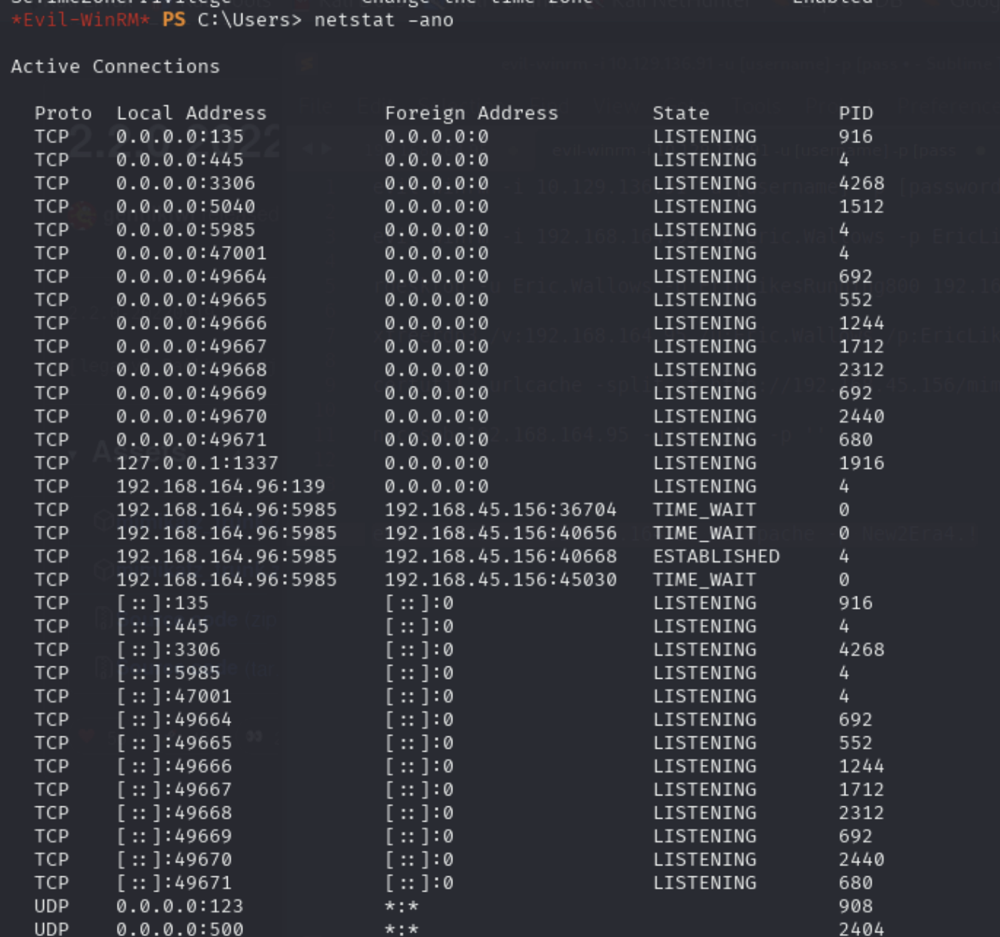 Change the time zone Enabled
*Evil-WinRM* PS C:\Users> netstat -ano
Active Connections
Proto Local Address Foreign Address State PID
TCP 0.0.0.0:135 0.0.0.0:0 LISTENING 916
TCP 0.0.0.0:445 0.0.0.0:0 LISTENING 4
TCP 0.0.0.0:3306 0.0.0.0:0 LISTENING 4268
TCP 0.0.0.0:5040 0.0.0.0:0 LISTENING 1512
TCP 0.0.0.0:5985 0.0.0.0:0 LISTENING 4
TCP 0.0.0.0:47001 0.0.0.0:0 LISTENING 4
TCP 0.0.0.0:49664 0.0.0.0:0 LISTENING 692
TCP 0.0.0.0:49665 0.0.0.0:0 LISTENING 552
TCP 0.0.0.0:49666 0.0.0.0:0 LISTENING 1244
TCP 0.0.0.0:49667 0.0.0.0:0 LISTENING 1712
TCP 0.0.0.0:49668 0.0.0.0:0 LISTENING 2312
TCP 0.0.0.0:49669 0.0.0.0:0 LISTENING 692
TCP 0.0.0.0:49670 0.0.0.0:0 LISTENING 2440
TCP 0.0.0.0:49671 0.0.0.0:0 LISTENING 680
TCP 127.0.0.1:1337 0.0.0.0:0 LISTENING 1916
TCP 192.168.164.96:139 0.0.0.0:0 LISTENING 4
TCP 192.168.164.96:5985 192.168.45.156:36704 TIME_WAIT 0
TCP 192.168.164.96:5985 192.168.45.156:40656 TIME_WAIT 0
TCP 192.168.164.96:5985 192.168.45.156:40668 ESTABLISHED 4
TCP 192.168.164.96:5985 192.168.45.156:45030 TIME_WAIT 0
TCP [::]:135 [::]:0 LISTENING 916
TCP [::]:445 [::]:0 LISTENING 4
TCP [::]:3306 [::]:0 LISTENING 4268
TCP [::]:5985 [::]:0 LISTENING 4
TCP [::]:47001 [::]:0 LISTENING 4
TCP [::]:49664 [::]:0 LISTENING 692
TCP [::]:49665 [::]:0 LISTENING 552
TCP [::]:49666 [::]:0 LISTENING 1244
TCP [::]:49667 [::]:0 LISTENING 1712
TCP [::]:49668 [::]:0 LISTENING 2312
TCP [::]:49669 [::]:0 LISTENING 692
TCP [::]:49670 [::]:0 LISTENING 2440
TCP [::]:49671 [::]:0 LISTENING 680
UDP 0.0.0.0:123 *:* 908
UDP 0.0.0.0:500 *:* 2404